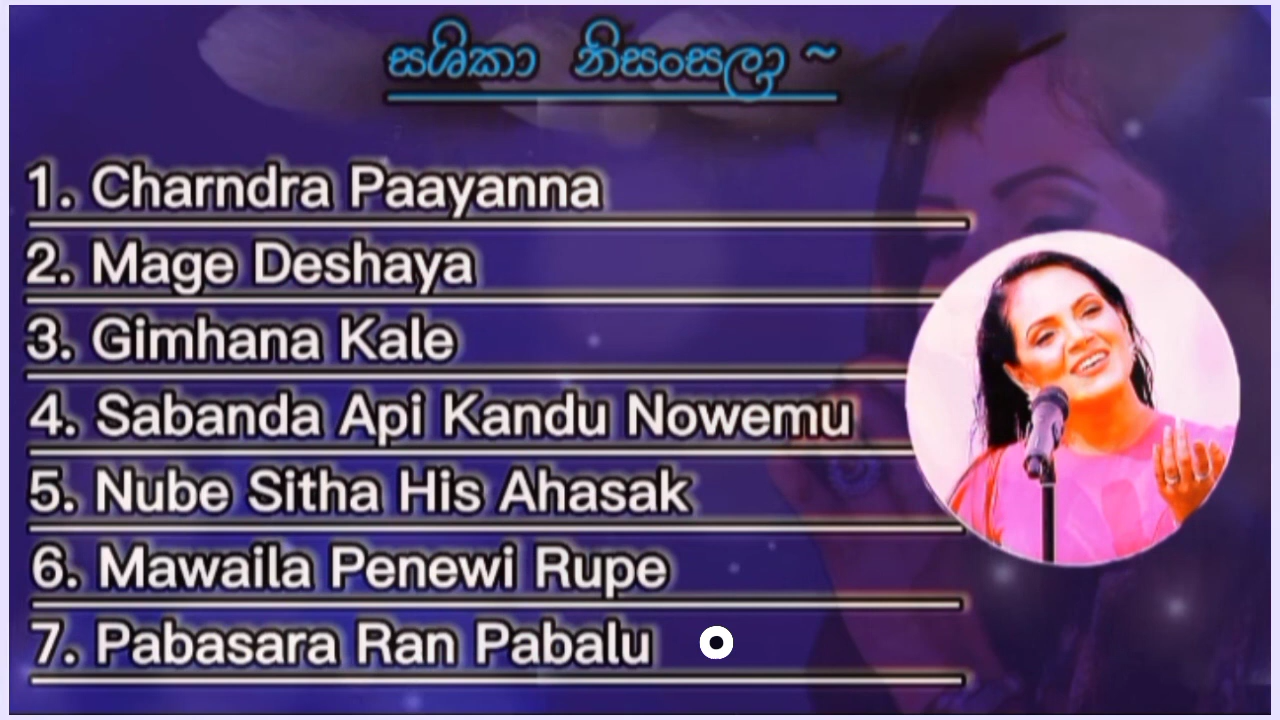 සශිකා නිසංසලා ~
1. Charndra Paayanna
2. Mage Deshaya
3. Gimhana Kale
4. Sabanda Api Kandu Nowemu
5. Nube Sitha His Ahasak
6. Mawaila Penewi Rupe
7. Pabasara Ran Pabalu